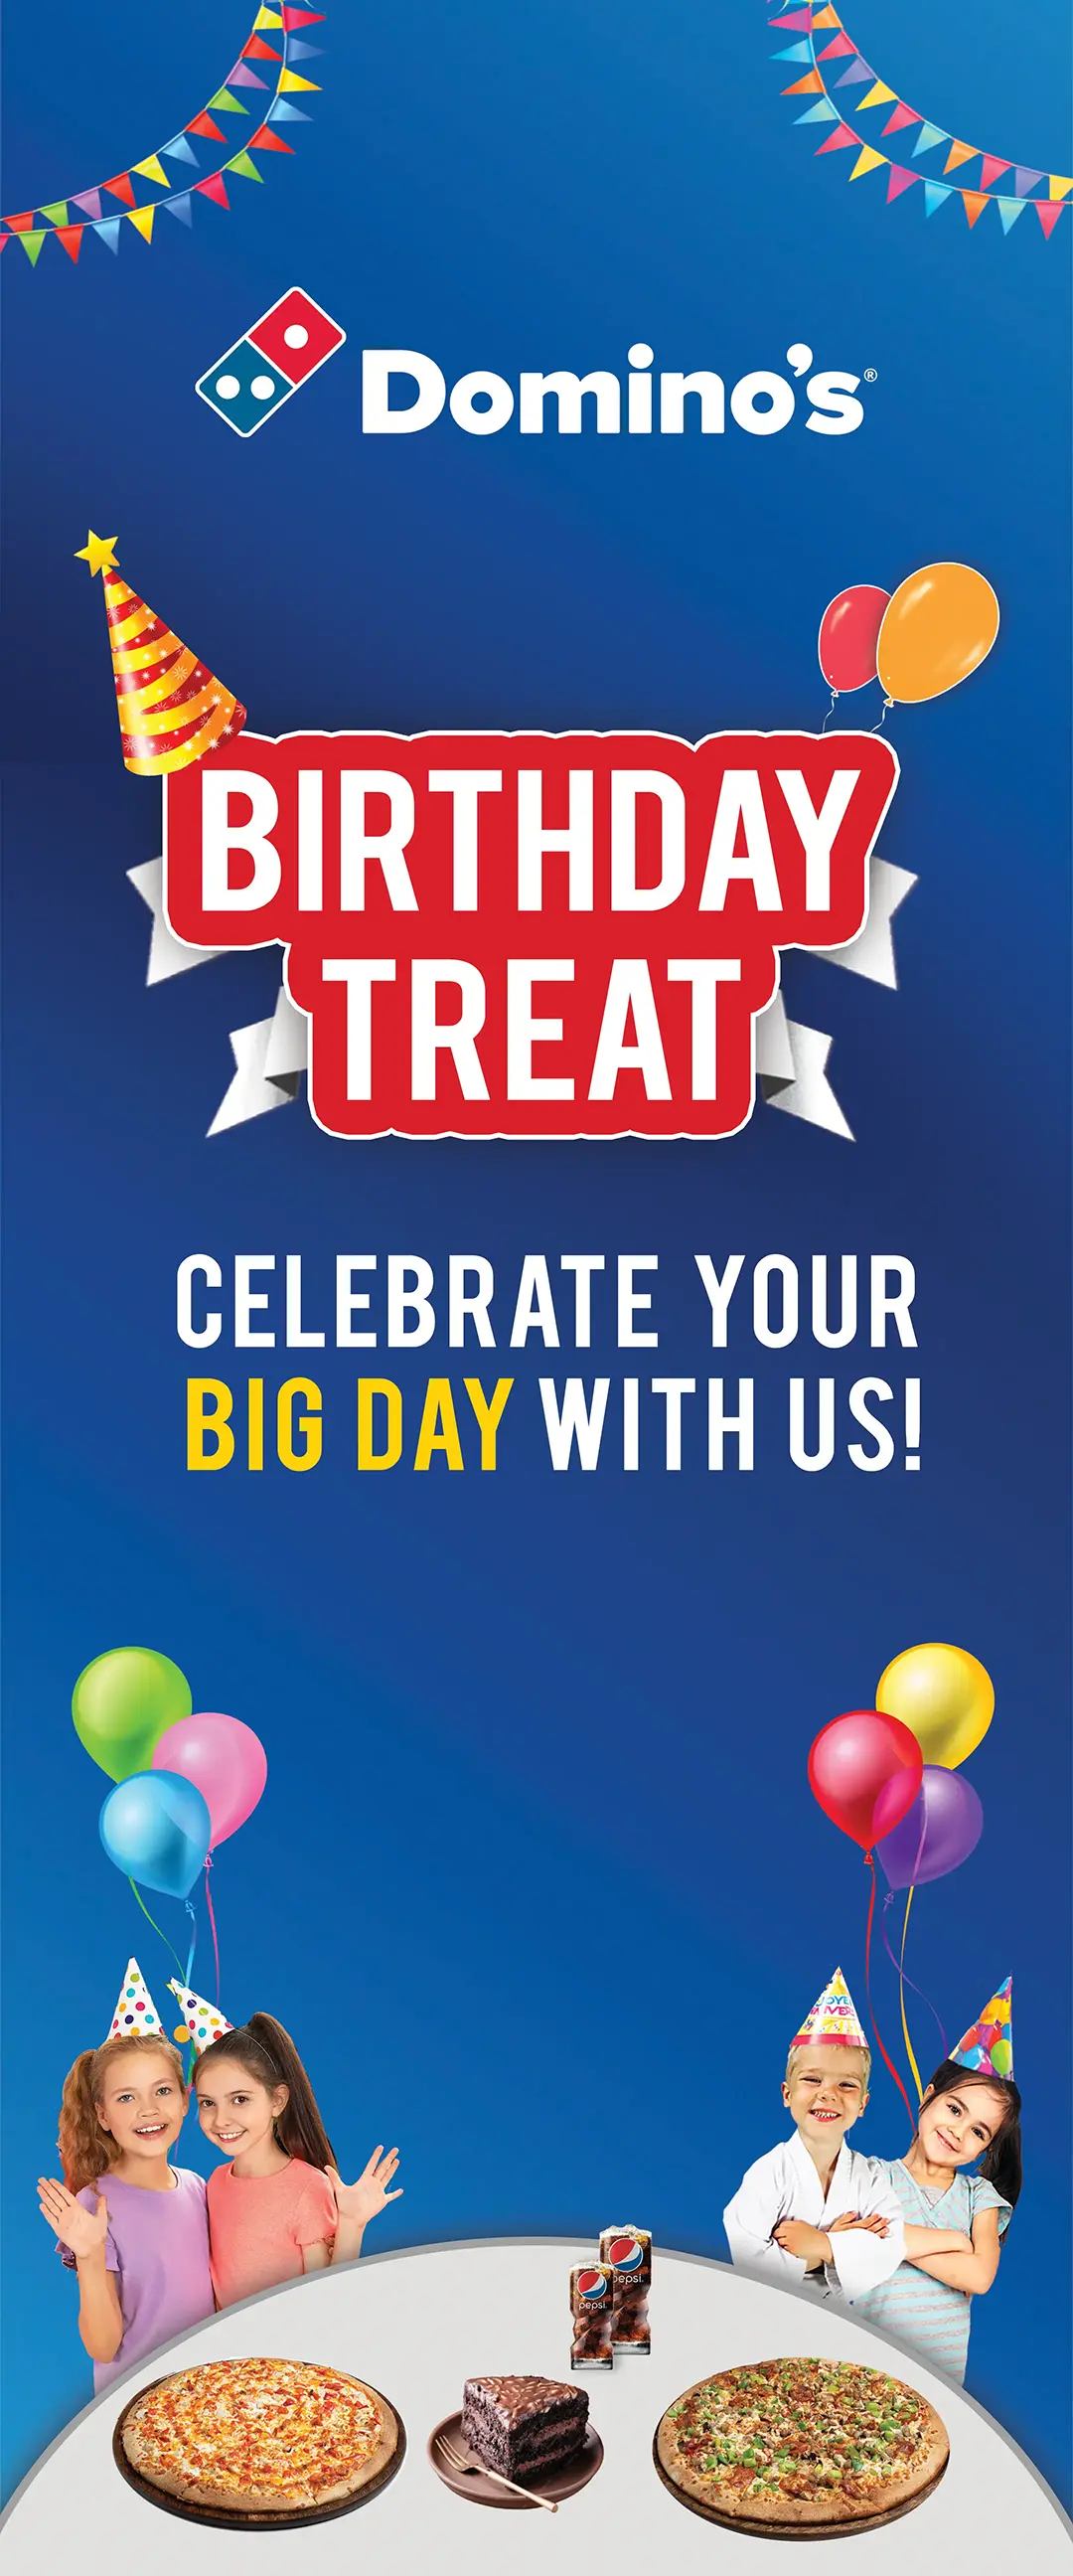 Domino's®
BIRTHDAY
TREAT
CELEBRATE YOUR
BIG DAY WITH US!
pepsi.
pepsi.